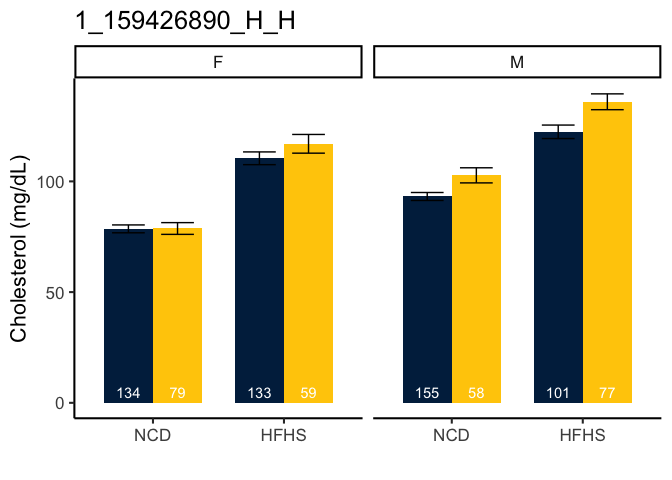 1_159426890_H_H
F
M
Cholesterol (mg/dL)
100
50
0
134 79 133 59
155 58 101 77
NCD HFHS
NCD HFHS